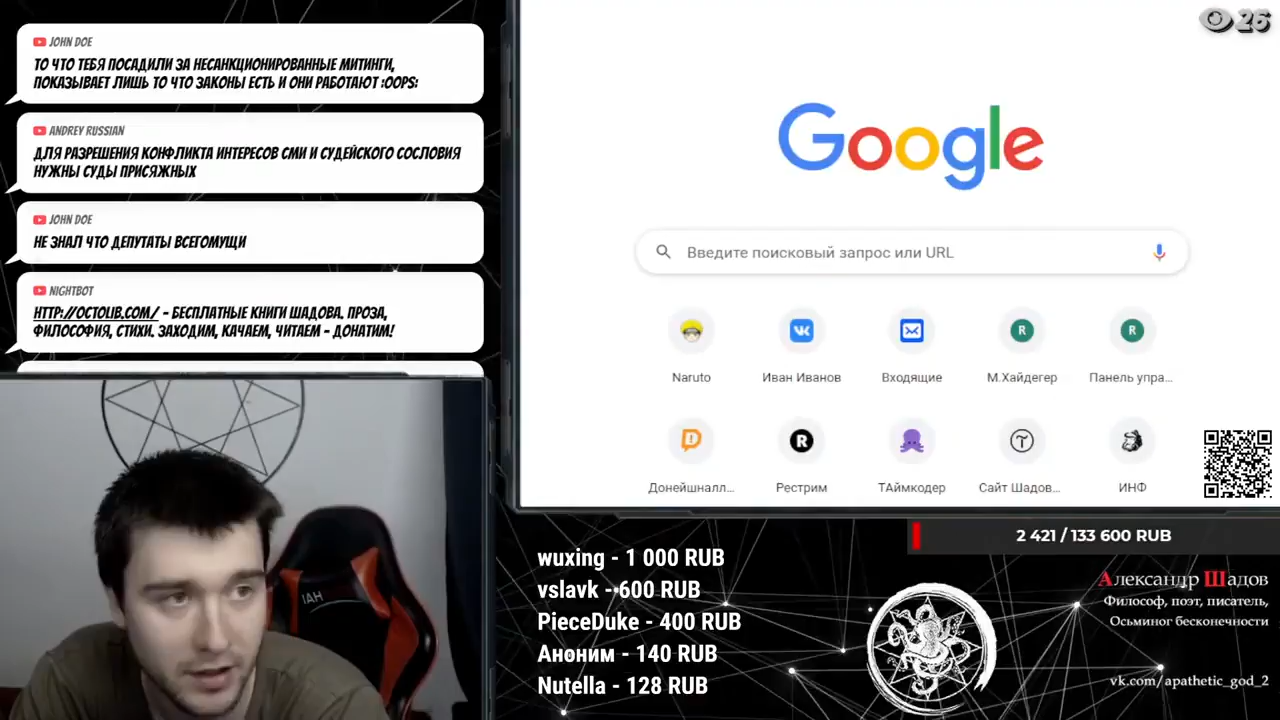 JOHN DOE
ТО ЧТО ТЕБЯ ПОСАДИЛИ ЗА НЕСАНКЦИОНИРОВАННЫЕ МИТИНГИ,
ПОКАЗЫВАЕТ ЛИШЬ ТО ЧТО ЗАКОНЫ ЕСТЬ И ОНИ РАБОТАЮТ :OOPS:
ANDREY RUSSIAN
ДЛЯ РАЗРЕШЕНИЯ КОНФЛИКТА ИНТЕРЕСОВ СМИ И СУДЕЙСКОГО СОСЛОВИЯ
НУЖНЫ СУДЫ ПРИСЯЖНЫХ
JOHN DOE
НЕ ЗНАЛ ЧТО ДЕПУТАТЫ ВСЕГОМУЩИ
NIGHTBOT
HTTP://OCTOLIB.COM/ - БЕСПЛАТНЫЕ КНИГИ ШАДОВА. ПРОЗА,
ФИЛОСОФИЯ, СТИХИ. ЗАХОДИМ, КАЧАЕМ, ЧИТАЕМ - ДОНАТИМ!
26
Google
Введите поисковый запрос или URL
Naruto
Иван Иванов
Входящие
R
М.Хайдегер
R
Панель упра...
Донейшналл...
R
Рестрим
ТАймкодер
Сайт Шадов...
ИНФ
2 421 / 133 600 RUB
wuxing - 1 000 RUB
vslavk - 600 RUB
PieceDuke - 400 RUB
Аноним - 140 RUB
Nutella - 128 RUB
Александр Шадов
Философ, поэт, писатель,
Осьминог бесконечности
vk.com/apathetic_god_2